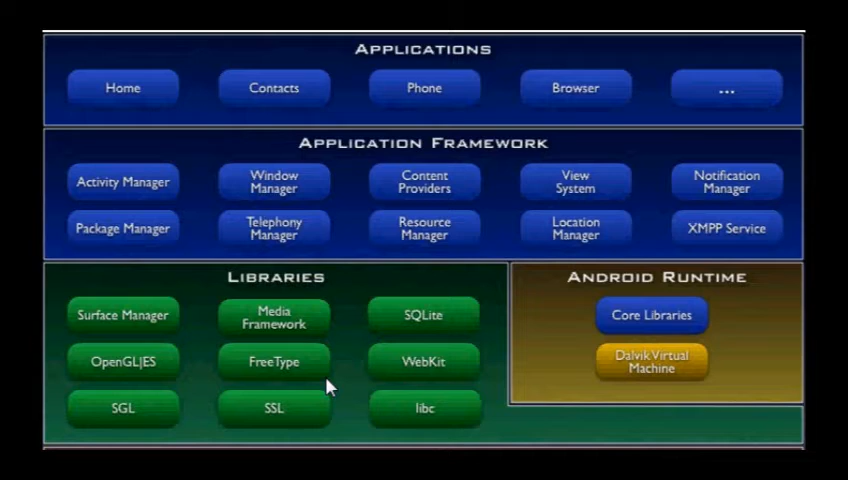 APPLICATIONS
Home
Contacts
Phone
Browser
...
APPLICATION FRAMEWORK
Activity Manager
Window
Manager
Content
Providers
View
System
Notification
Manager
Package Manager
Telephony
Manager
Resource
Manager
Location
Manager
XMPP Service
LIBRARIES
Surface Manager
Media
Framework
SQLite
OpenGL|ES
FreeType
WebKit
SGL
SSL
libc
ANDROID RUNTIME
Core Libraries
Dalvik Virtual
Machine